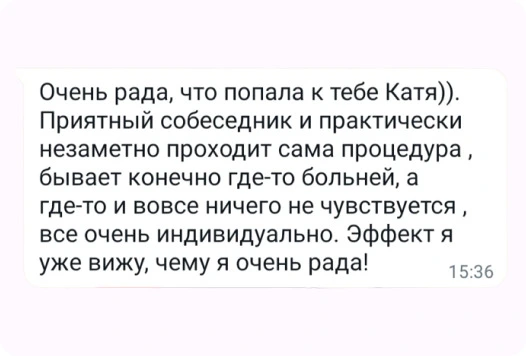 Очень рада, что попала к тебе Катя)).
Приятный собеседник и практически
незаметно проходит сама процедура ,
бывает конечно где-то больней, а
где-то и вовсе ничего не чувствуется ,
все очень индивидуально. Эффект я
уже вижу, чему я очень рада!
15:36